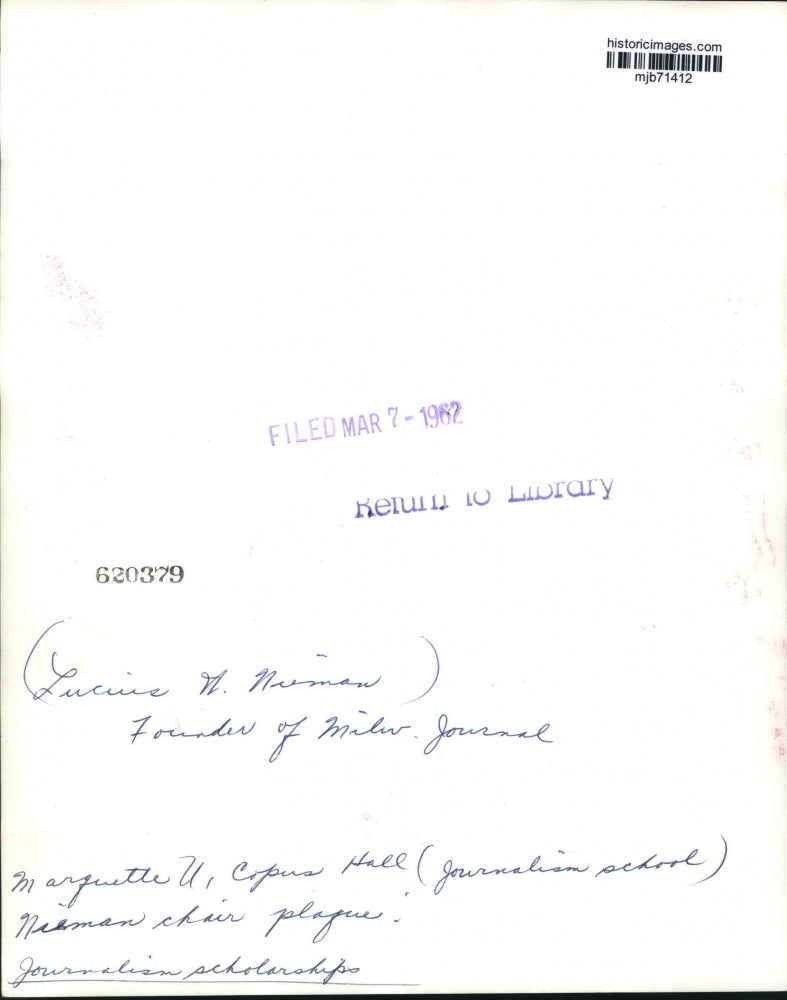 historicimages.com
mjb71412
FILED MAR 7 - 1962
Return to Library
620379
(Lucius W. Nieman)
Founder of Milw. Journal
Marquette U, Copus Hall (Journalism school)
Nieman chair plaque.
Journalism scholarships